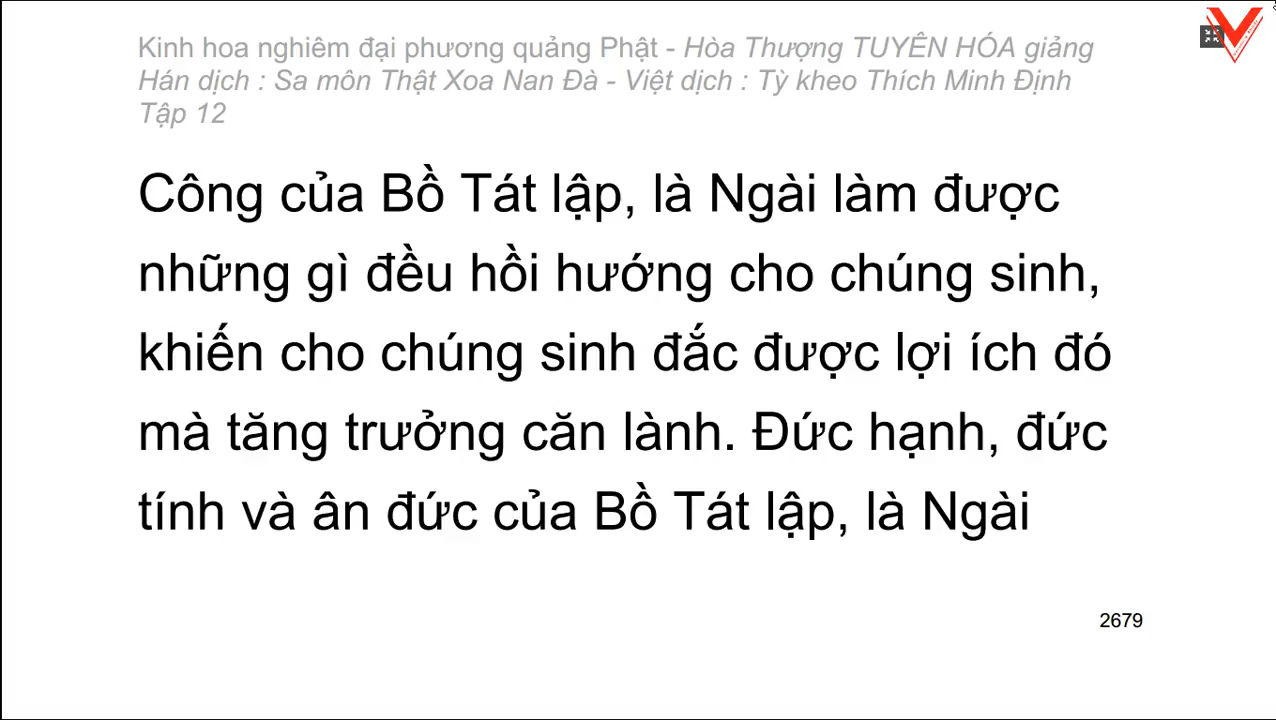 Kinh hoa nghiêm đại phương quảng Phật - Hòa Thượng TUYÊN HÓA giảng
Hán dịch : Sa môn Thật Xoa Nan Đà - Việt dịch : Tỳ kheo Thích Minh Định
Tập 12
Công của Bồ Tát lập, là Ngài làm được
những gì đều hồi hướng cho chúng sinh,
khiến cho chúng sinh đắc được lợi ích đó
mà tăng trưởng căn lành. Đức hạnh, đức
tính và ân đức của Bồ Tát lập, là Ngài
2679